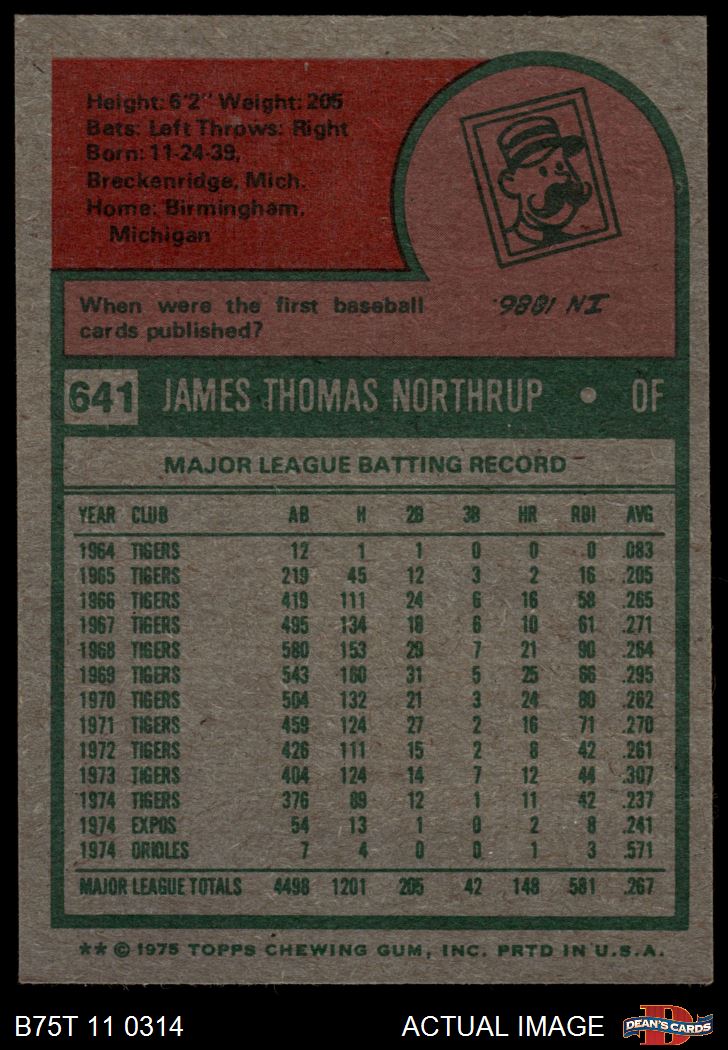 Height: 6'2" Weight: 205
Bats: Left Throws: Right
Born: 11-24-39,
Breckenridge, Mich.
Home: Birmingham,
Michigan
When were the first baseball
cards published?
IN 1886.
641 JAMES THOMAS NORTHRUP • OF
MAJOR LEAGUE BATTING RECORD
YEAR CLUB AB H 2B 3B HR RBI AVG
1964 TIGERS 12 1 1 0 0 0 .083
1965 TIGERS 219 45 12 3 2 16 .205
1966 TIGERS 419 111 24 6 16 58 .265
1967 TIGERS 495 134 18 6 10 61 .271
1968 TIGERS 580 153 29 7 21 90 .264
1969 TIGERS 543 160 31 5 25 66 .295
1970 TIGERS 504 132 21 3 24 80 .262
1971 TIGERS 459 124 27 2 16 71 .270
1972 TIGERS 426 111 15 2 8 42 .261
1973 TIGERS 404 124 14 7 12 44 .307
1974 TIGERS 376 89 12 1 11 42 .237
1974 EXPOS 54 13 1 0 2 8 .241
1974 ORIOLES 7 4 0 0 1 3 .571
MAJOR LEAGUE TOTALS 4498 1201 205 42 148 581 .267
** © 1975 TOPPS CHEWING GUM, INC. PRTD IN U.S.A.
B75T 11 0314 ACTUAL IMAGE D DEAN'S CARDS